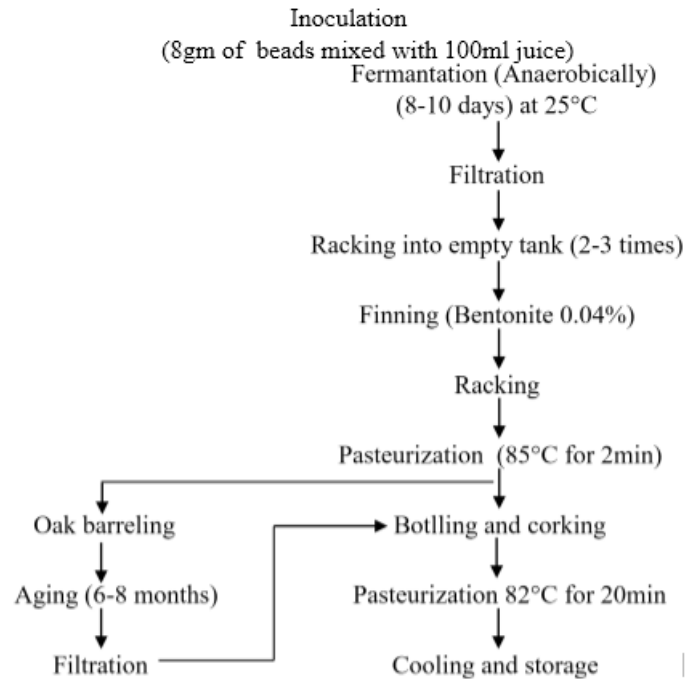 Inoculation
(8gm of beads mixed with 100ml juice)
Fermantation (Anaerobically)
(8-10 days) at 25°C
Filtration
Racking into empty tank (2-3 times)
Finning (Bentonite 0.04%)
Racking
Pasteurization (85°C for 2min)
Oak barreling
Botlling and corking
Aging (6-8 months)
Pasteurization 82°C for 20min
Filtration
Cooling and storage